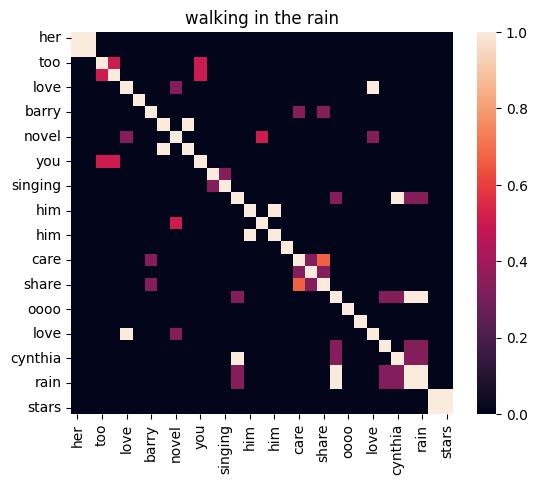 walking in the rain
her
too
love
barry
novel
you
singing
him
him
care
share
oooo
love
cynthia
rain
stars
1.0
0.8
0.6
0.4
0.2
0.0
her
too
love
barry
novel
you
singing
him
him
care
share
oooo
love
cynthia
rain
stars